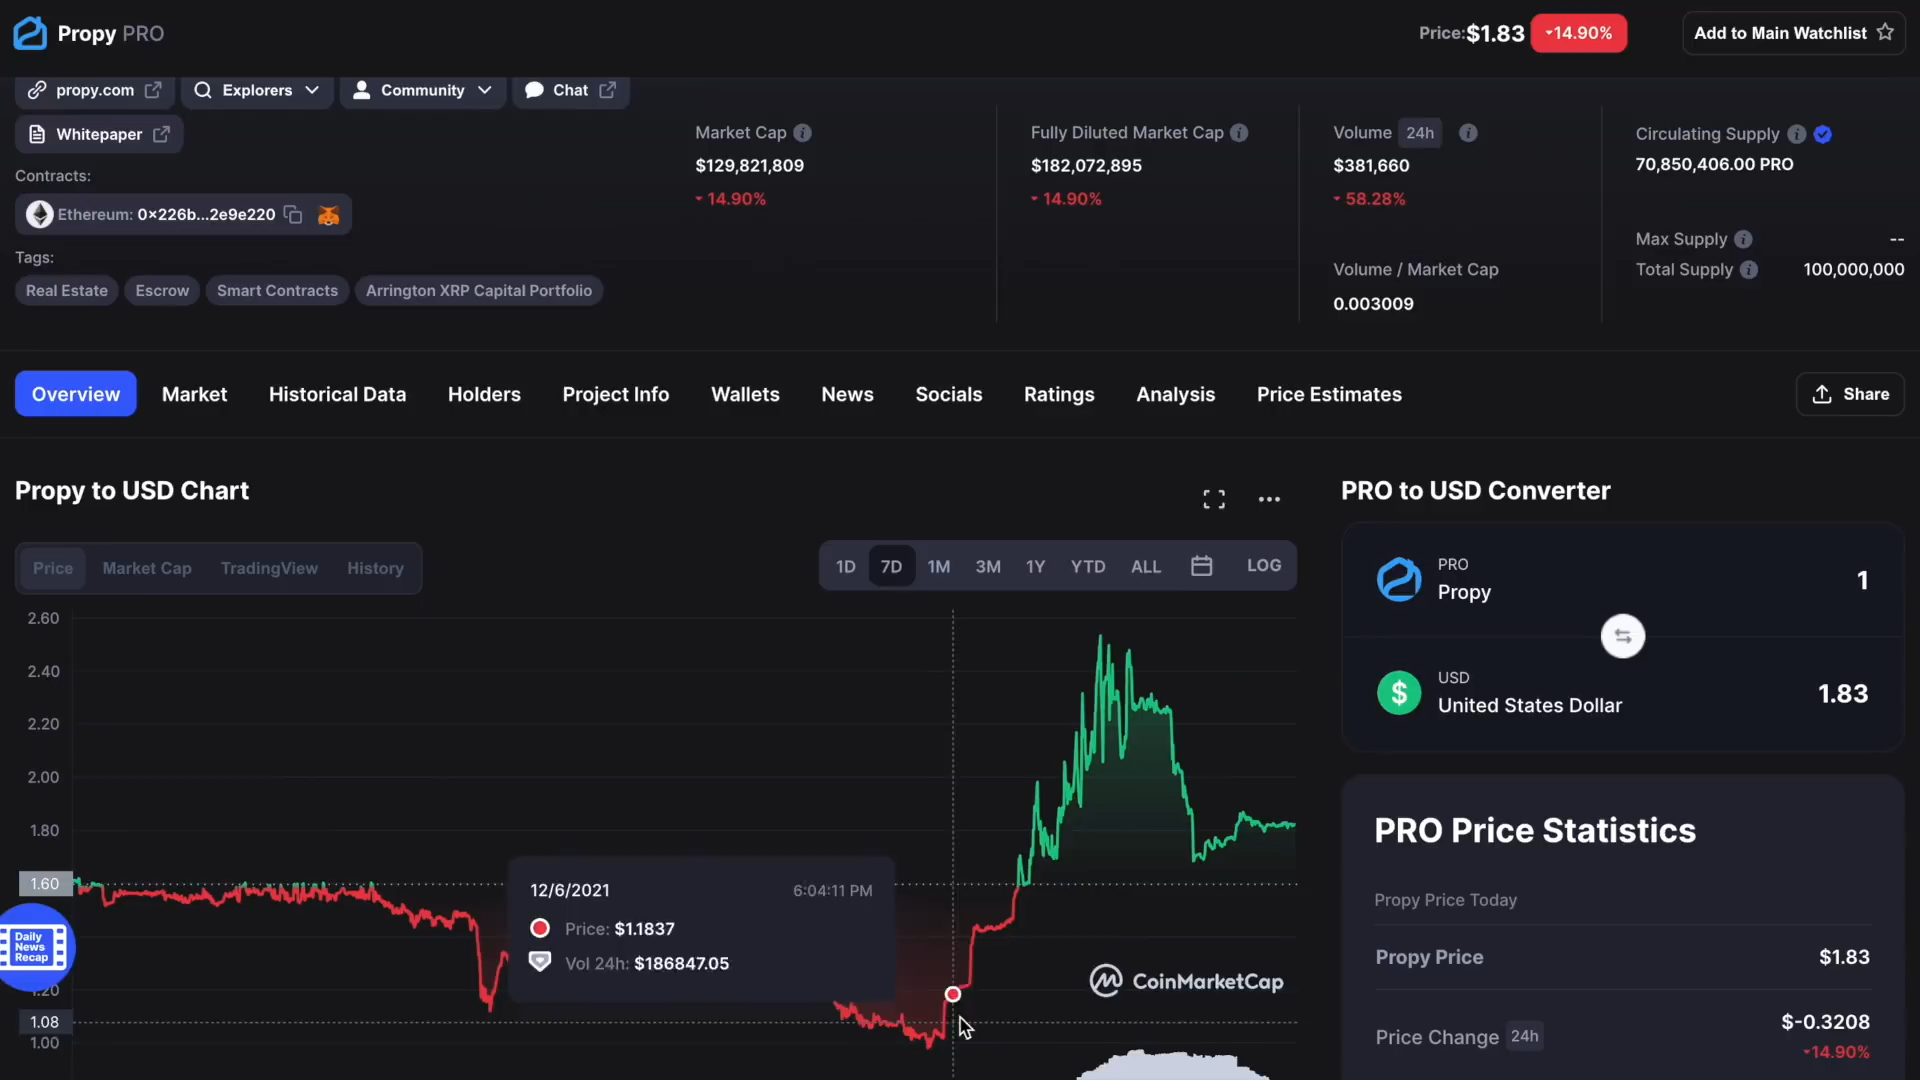 Propy PRO
Price:$1.83 14.90%
Add to Main Watchlist
propy.com
Explorers
Community
Chat
Whitepaper
Contracts:
Ethereum: 0x226b...2e9e220
Tags:
Real Estate
Escrow
Smart Contracts
Arrington XRP Capital Portfolio
Market Cap
$129,821,809
14.90%
Fully Diluted Market Cap
$182,072,895
14.90%
Volume 24h
$381,660
58.28%
Volume / Market Cap
0.003009
Circulating Supply
70,850,406.00 PRO
Max Supply --
Total Supply 100,000,000
Overview
Market
Historical Data
Holders
Project Info
Wallets
News
Socials
Ratings
Analysis
Price Estimates
Share
Propy to USD Chart
Price
Market Cap
TradingView
History
1D
7D
1M
3M
1Y
YTD
ALL
LOG
2.60
2.40
2.20
2.00
1.80
1.60
1.20
1.08
1.00
Daily
News
Recap
12/6/2021 6:04:11 PM
Price: $1.1837
Vol 24h: $186847.05
CoinMarketCap
PRO to USD Converter
PRO
Propy
1
USD
United States Dollar
1.83
PRO Price Statistics
Propy Price Today
Propy Price $1.83
Price Change 24h
$-0.3208
14.90%